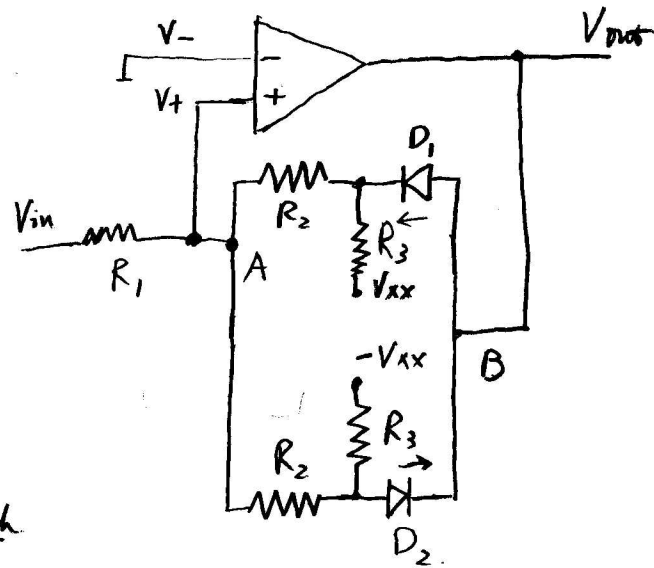 V-
Vout
V+
D₁
R₂
Vin
R₃
R₁
A
Vxx
-Vxx
B
R₃
R₂
D₂.